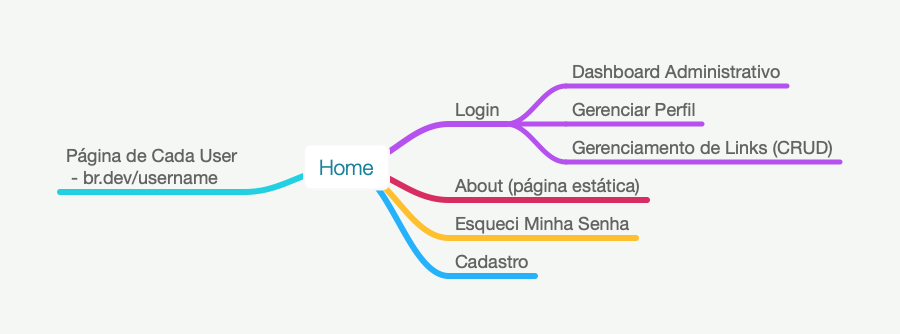 Página de Cada User
- br.dev/username
Home
Login
Dashboard Administrativo
Gerenciar Perfil
Gerenciamento de Links (CRUD)
About (página estática)
Esqueci Minha Senha
Cadastro